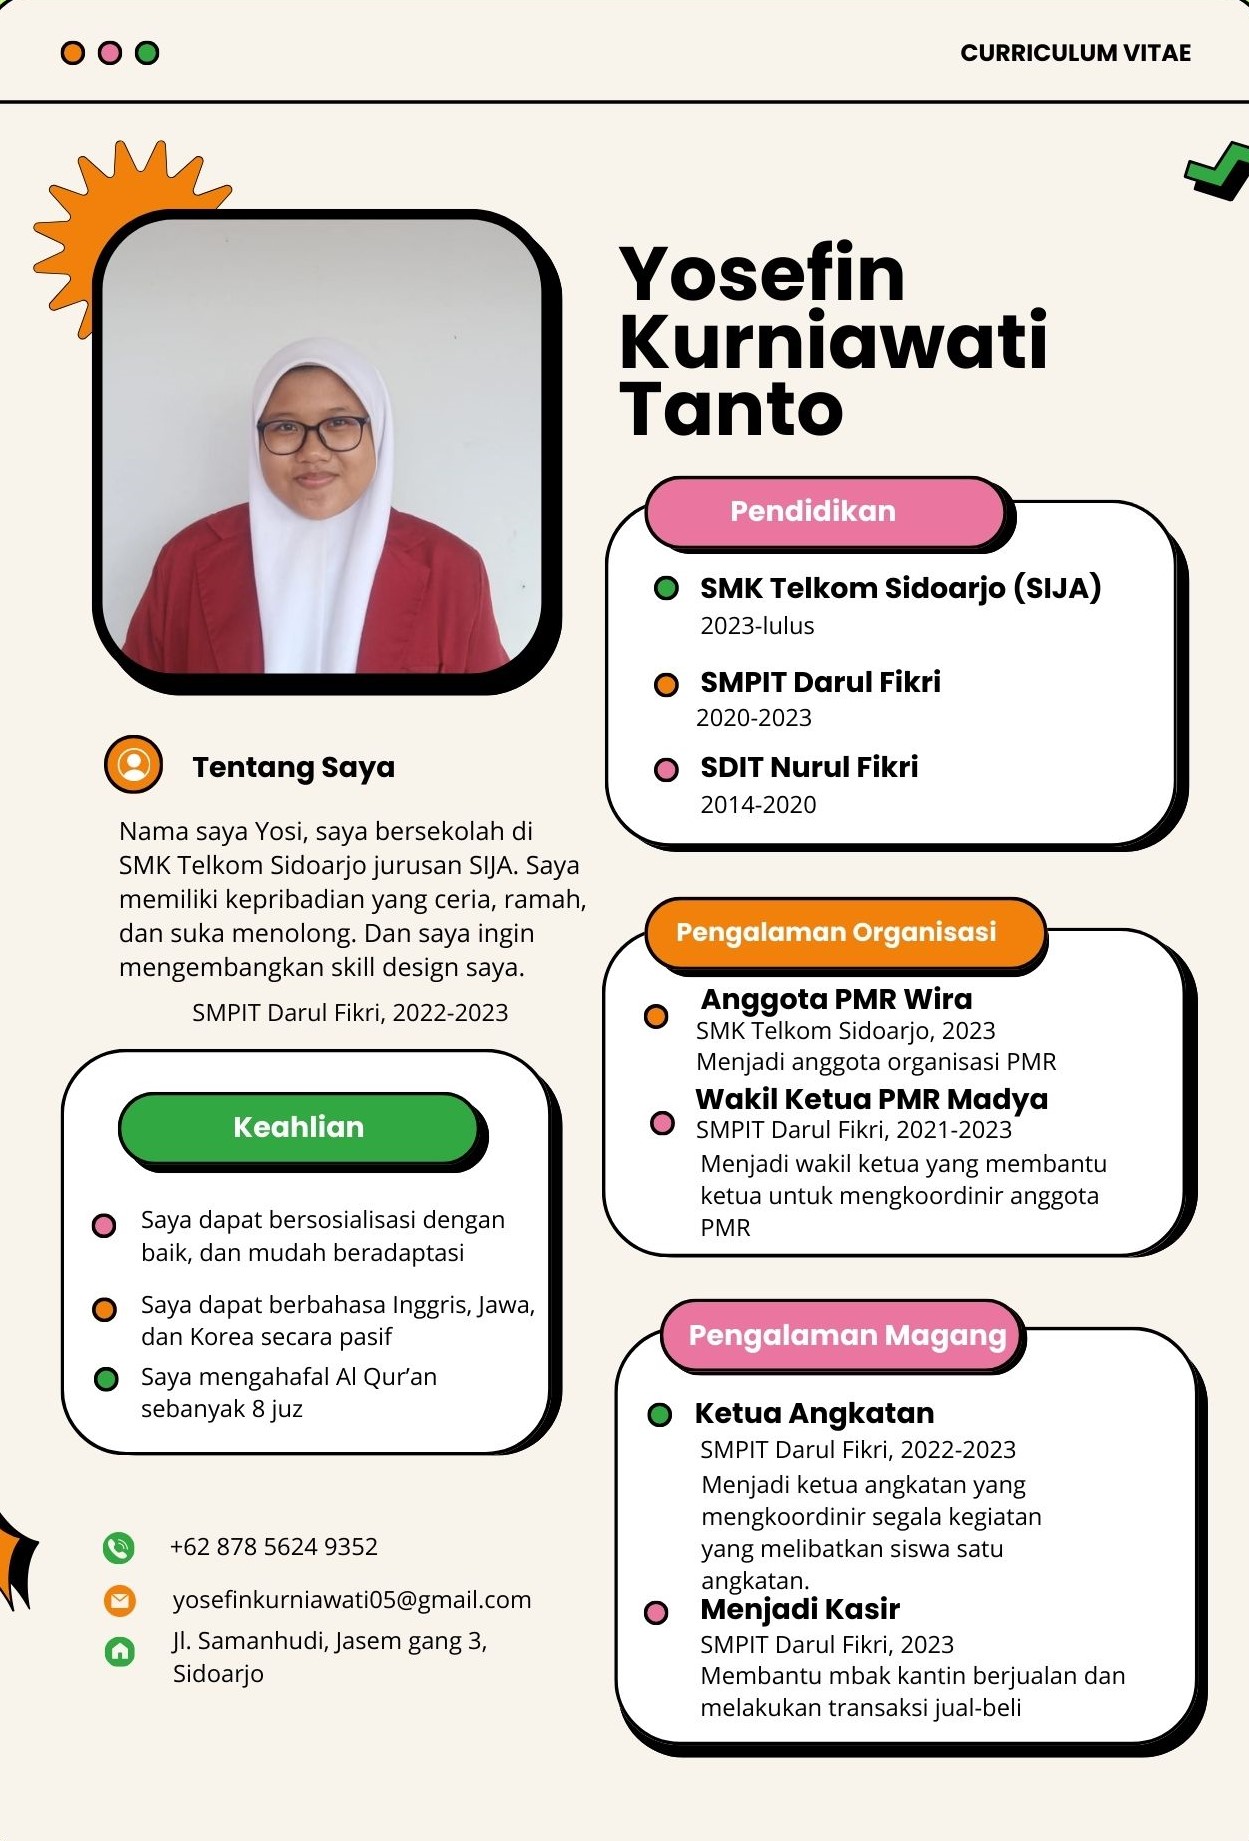 CURRICULUM VITAE
Yosefin
Kurniawati
Tanto
Tentang Saya
Nama saya Yosi, saya bersekolah di
SMK Telkom Sidoarjo jurusan SIJA. Saya
memiliki kepribadian yang ceria, ramah,
dan suka menolong. Dan saya ingin
mengembangkan skill design saya.
SMPIT Darul Fikri, 2022-2023
Keahlian
Saya dapat bersosialisasi dengan
baik, dan mudah beradaptasi
Saya dapat berbahasa Inggris, Jawa,
dan Korea secara pasif
Saya mengahafal Al Qur’an
sebanyak 8 juz
+62 878 5624 9352
yosefinkurniawati05@gmail.com
Jl. Samanhudi, Jasem gang 3,
Sidoarjo
Pendidikan
SMK Telkom Sidoarjo (SIJA)
2023-lulus
SMPIT Darul Fikri
2020-2023
SDIT Nurul Fikri
2014-2020
Pengalaman Organisasi
Anggota PMR Wira
SMK Telkom Sidoarjo, 2023
Menjadi anggota organisasi PMR
Wakil Ketua PMR Madya
SMPIT Darul Fikri, 2021-2023
Menjadi wakil ketua yang membantu
ketua untuk mengkoordinir anggota
PMR
Pengalaman Magang
Ketua Angkatan
SMPIT Darul Fikri, 2022-2023
Menjadi ketua angkatan yang
mengkoordinir segala kegiatan
yang melibatkan siswa satu
angkatan.
Menjadi Kasir
SMPIT Darul Fikri, 2023
Membantu mbak kantin berjualan dan
melakukan transaksi jual-beli